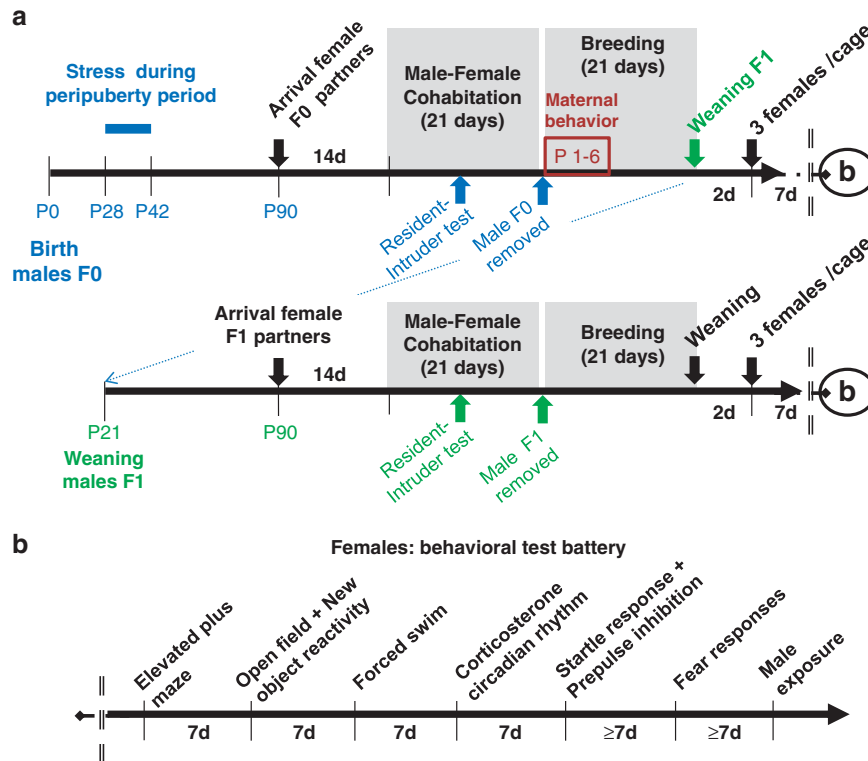 a
Stress during
peripuberty period
Arrival female
F0 partners
14d
Male-Female
Cohabitation
(21 days)
Breeding
(21 days)
Maternal
behavior
P 1-6
Weaning F1
3 females /cage
P0
P28
P42
P90
2d
7d
b
Birth
males F0
Resident-
Intruder test
Male F0
removed
Arrival female
F1 partners
14d
Male-Female
Cohabitation
(21 days)
Breeding
(21 days)
Weaning
3 females /cage
P21
P90
2d
7d
b
Weaning
males F1
Resident-
Intruder test
Male F1
removed
b
Females: behavioral test battery
Elevated plus
maze
Open field + New
object reactivity
Forced swim
Corticosterone
circadian rhythm
Startle response +
Prepulse inhibition
Fear responses
Male
exposure
7d
7d
7d
7d
≥7d
≥7d